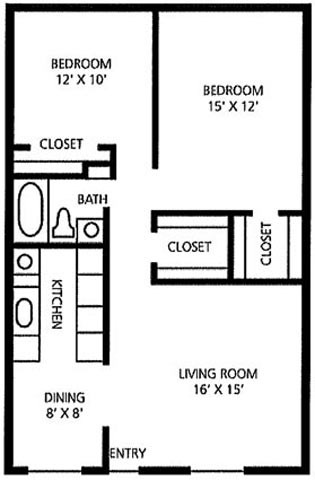 BEDROOM
12' X 10'
BEDROOM
15' X 12'
CLOSET
BATH
CLOSET
CLOSET
KITCHEN
LIVING ROOM
16' X 15'
DINING
8' X 8'
ENTRY